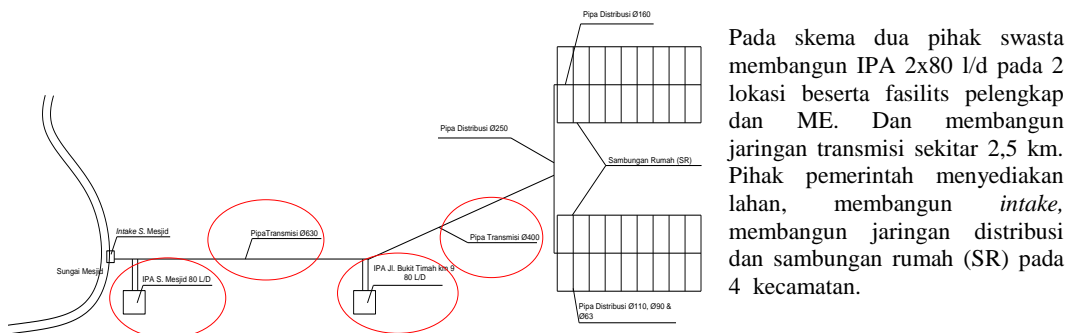 Pipa Distribusi Ø160
Pipa Distribusi Ø250
Sambungan Rumah (SR)
Intake S. Mesjid
PipaTransmisi Ø630
Pipa Transmisi Ø400
Sungai Mesjid
IPA S. Mesjid 80 L/D
IPA Jl. Bukit Timah km 9
80 L/D
Pipa Distribusi Ø110, Ø90 &
Ø63
Pada skema dua pihak swasta
membangun IPA 2x80 l/d pada 2
lokasi beserta fasilits pelengkap
dan ME. Dan membangun
jaringan transmisi sekitar 2,5 km.
Pihak pemerintah menyediakan
lahan, membangun intake,
membangun jaringan distribusi
dan sambungan rumah (SR) pada
4 kecamatan.